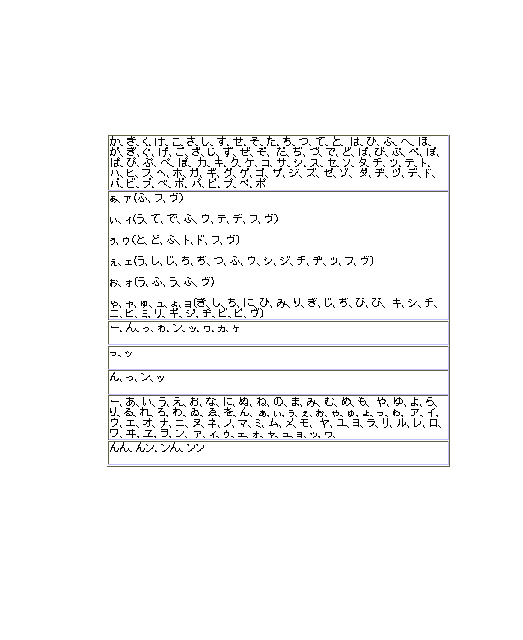 か、き、く、け、こ、さ、し、す、せ、そ、た、ち、つ、て、と、は、ひ、ふ、へ、ほ、
が、ぎ、ぐ、げ、ご、ざ、じ、ず、ぜ、ぞ、だ、ぢ、づ、で、ど、ば、び、ぶ、べ、ぼ、
ぱ、ぴ、ぷ、ぺ、ぽ、カ、キ、ク、ケ、コ、サ、シ、ス、セ、ソ、タ、チ、ツ、テ、ト、
ハ、ヒ、フ、ヘ、ホ、ガ、ギ、グ、ゲ、ゴ、ザ、ジ、ズ、ゼ、ゾ、ダ、ヂ、ヅ、デ、ド、
バ、ビ、ブ、ベ、ボ、パ、ピ、プ、ペ、ポ
ぁ、ァ(ふ、フ、ヴ)
ぃ、ィ(う、て、で、ふ、ウ、テ、デ、フ、ヴ)
ぅ、ゥ(と、ど、ふ、ト、ド、フ、ヴ)
ぇ、ェ(う、し、じ、ち、ぢ、つ、ふ、ウ、シ、ジ、チ、ヂ、ツ、フ、ヴ)
ぉ、ォ(う、ふ、う、ふ、ヴ)
ゃ、ャ、ゅ、ュ、ょ、ョ(き、し、ち、に、ひ、み、り、ぎ、じ、ぢ、び、ぴ、キ、シ、チ、
ニ、ヒ、ミ、リ、ギ、ジ、ヂ、ビ、ピ、ヴ)
ー、ん、っ、ゎ、ン、ッ、ヮ、ヵ、ヶ
っ、ッ
ん、っ、ン、ッ
ー、あ、い、う、え、お、な、に、ぬ、ね、の、ま、み、む、め、も、や、ゆ、よ、ら、
り、る、れ、ろ、わ、ゐ、ゑ、を、ん、ぁ、ぃ、ぅ、ぇ、ぉ、ゃ、ゅ、ょ、っ、ゎ、ア、イ、
ウ、エ、オ、ナ、ニ、ヌ、ネ、ノ、マ、ミ、ム、メ、モ、ヤ、ユ、ヨ、ラ、リ、ル、レ、ロ、
ワ、ヰ、ヱ、ヲ、ン、ァ、ィ、ゥ、ェ、ォ、ャ、ュ、ョ、ッ、ヮ、
んん、んン、ンん、ンン